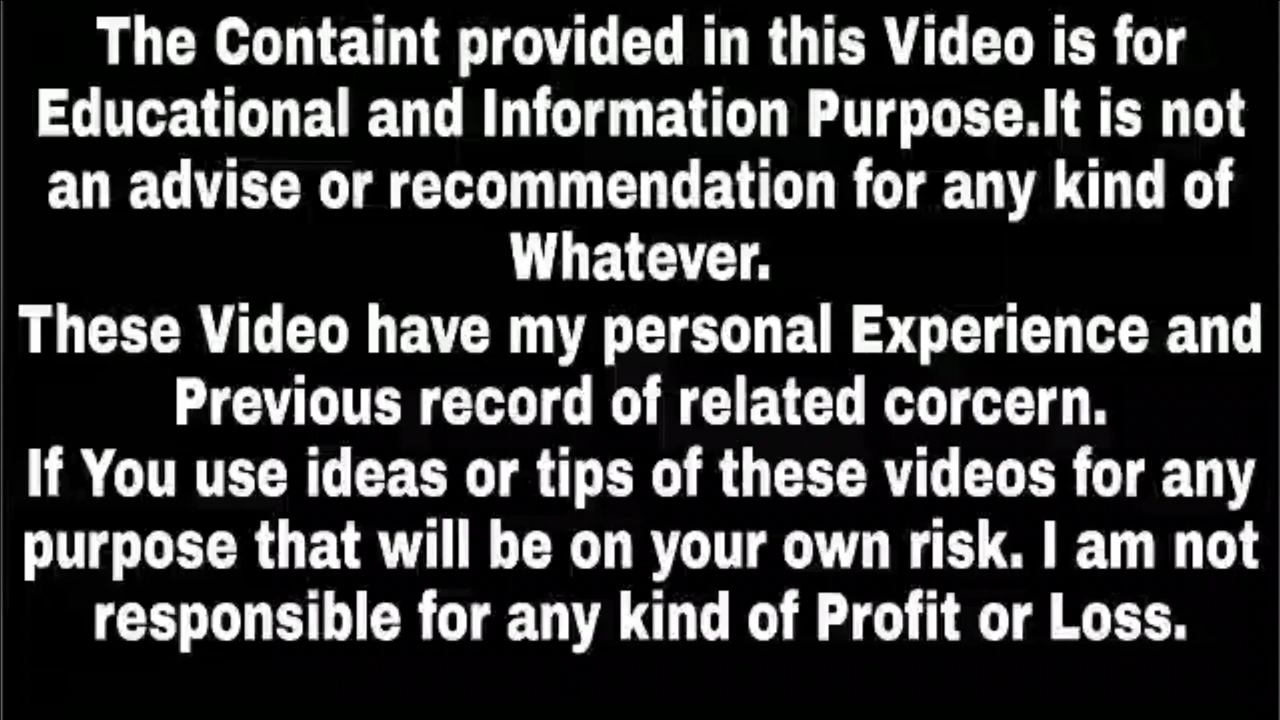 The Containt provided in this Video is for
Educational and Information Purpose.It is not
an advise or recommendation for any kind of
Whatever.
These Video have my personal Experience and
Previous record of related corcern.
If You use ideas or tips of these videos for any
purpose that will be on your own risk. I am not
responsible for any kind of Profit or Loss.